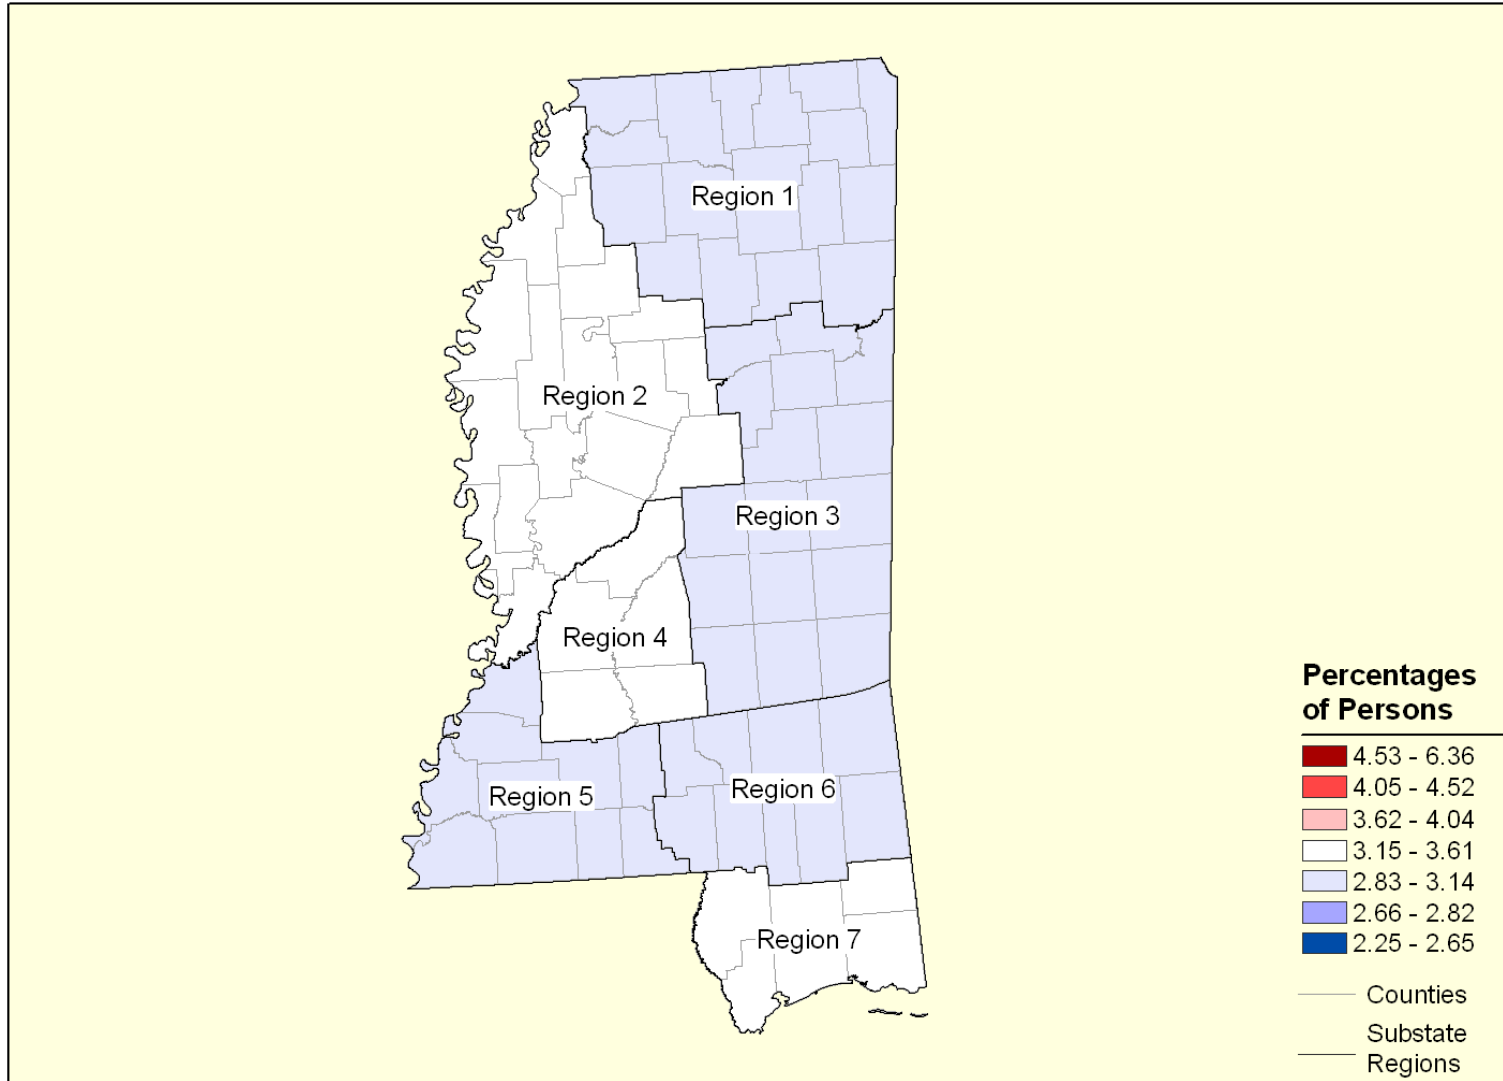 Region 1
Region 2
Region 3
Region 4
Region 5
Region 6
Region 7
Percentages
of Persons
4.53 - 6.36
4.05 - 4.52
3.62 - 4.04
3.15 - 3.61
2.83 - 3.14
2.66 - 2.82
2.25 - 2.65
Counties
Substate
Regions